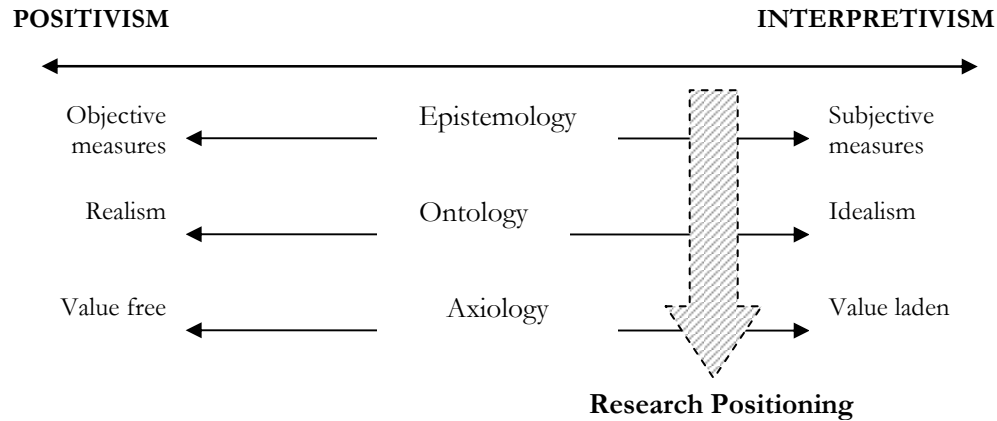 POSITIVISM INTERPRETIVISM
Objective measures Epistemology Subjective measures
Realism Ontology Idealism
Value free Axiology Value laden
Research Positioning